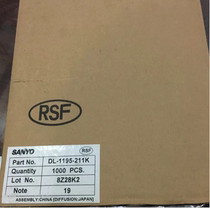 RSF
SANYO RSF
Part No. DL-1195-211K
Quantity 1000 PCS.
Lot No. 8Z28K2
Note 19
ASSEMBLY:CHINA [DIFFUSION:JAPAN]